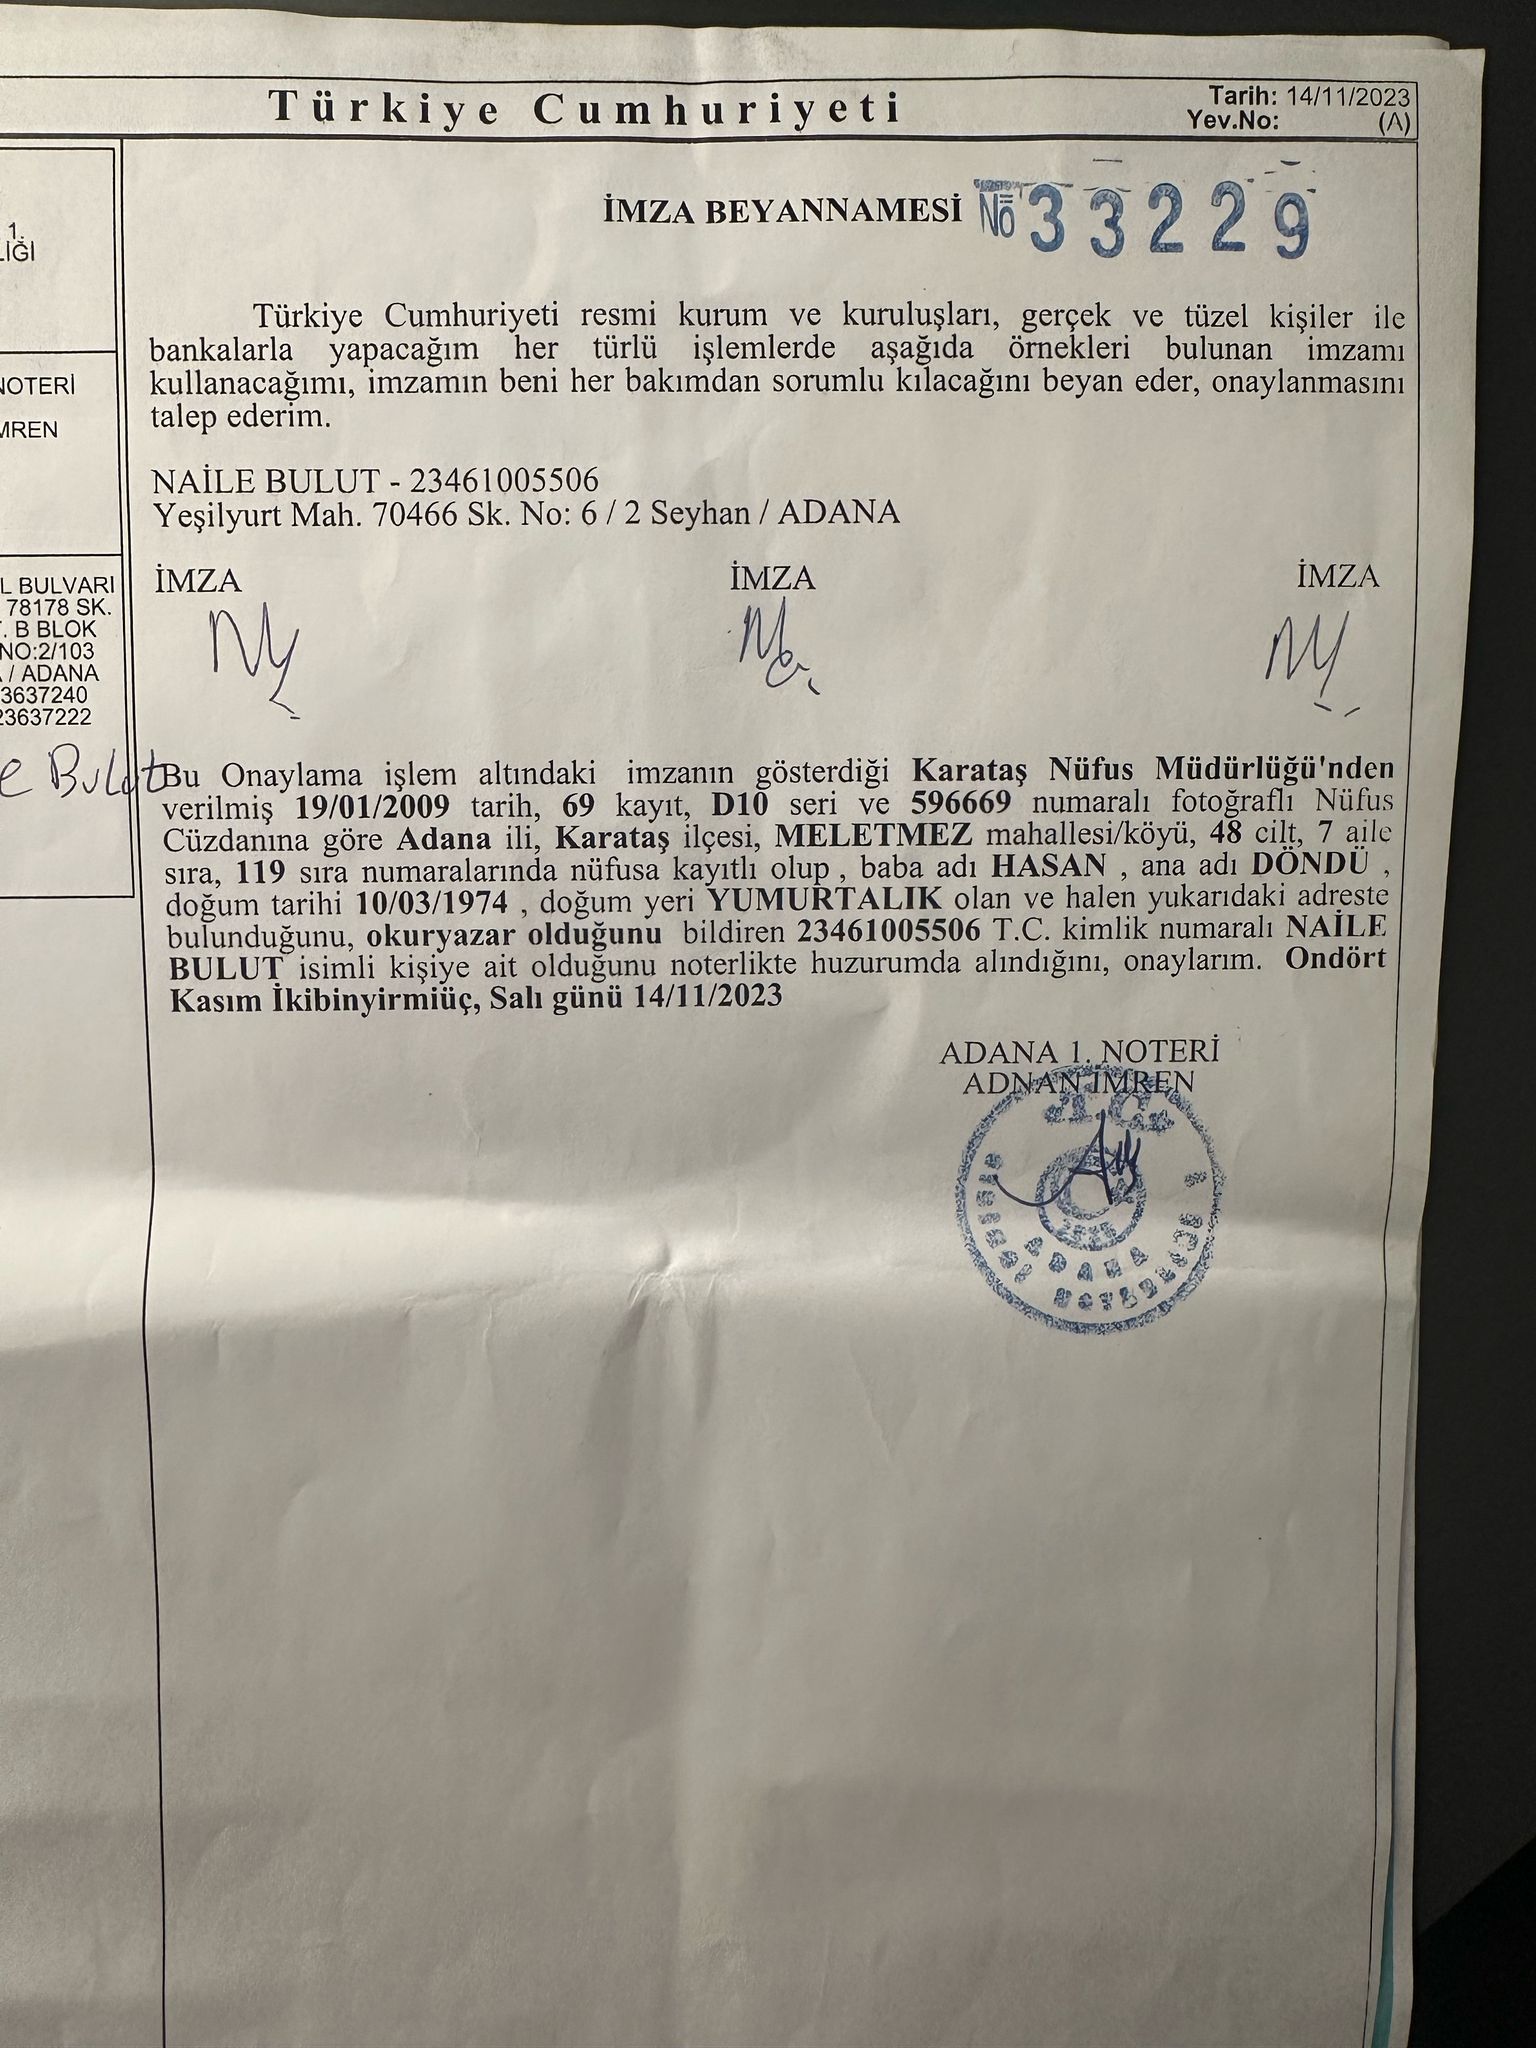 Türkiye Cumhuriyeti
Tarih: 14/11/2023
Yev.No: (A)
İMZA BEYANNAMESİ № 33229
1.
LİĞİ
NOTERİ
MREN
L BULVARI
78178 SK.
. B BLOK
NO:2/103
/ ADANA
3637240
23637222
e Bulut
Türkiye Cumhuriyeti resmi kurum ve kuruluşları, gerçek ve tüzel kişiler ile
bankalarla yapacağım her türlü işlemlerde aşağıda örnekleri bulunan imzamı
kullanacağımı, imzamın beni her bakımdan sorumlu kılacağını beyan eder, onaylanmasını
talep ederim.
NAİLE BULUT - 23461005506
Yeşilyurt Mah. 70466 Sk. No: 6 / 2 Seyhan / ADANA
İMZA İMZA İMZA
Bu Onaylama işlem altındaki imzanın gösterdiği Karataş Nüfus Müdürlüğü'nden
verilmiş 19/01/2009 tarih, 69 kayıt, D10 seri ve 596669 numaralı fotoğraflı Nüfus
Cüzdanına göre Adana ili, Karataş ilçesi, MELETMEZ mahallesi/köyü, 48 cilt, 7 aile
sıra, 119 sıra numaralarında nüfusa kayıtlı olup , baba adı HASAN , ana adı DÖNDÜ ,
doğum tarihi 10/03/1974 , doğum yeri YUMURTALIK olan ve halen yukarıdaki adreste
bulunduğunu, okuryazar olduğunu bildiren 23461005506 T.C. kimlik numaralı NAİLE
BULUT isimli kişiye ait olduğunu noterlikte huzurumda alındığını, onaylarım. Ondört
Kasım İkibinyirmiüç, Salı günü 14/11/2023
ADANA 1. NOTERİ
ADNAN İMREN
T.C.
ADANA